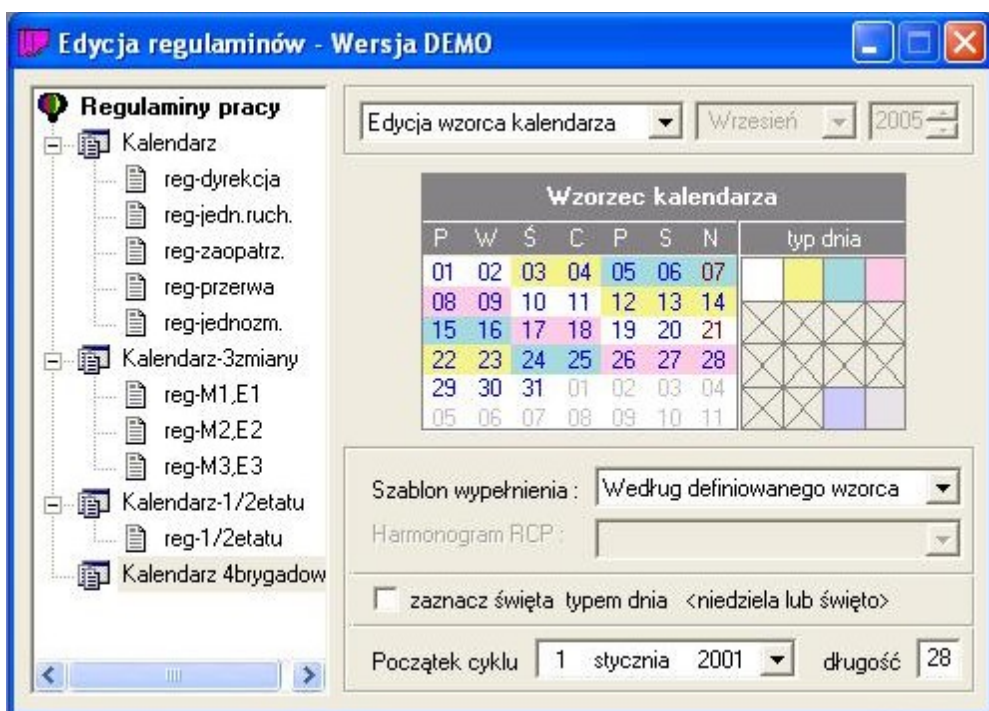 Edycja regulaminów - Wersja DEMO
Regulaminy pracy
Kalendarz
reg-dyrekcja
reg-jedn.ruch.
reg-zaopatrz.
reg-przerwa
reg-jednozm.
Kalendarz-3zmiany
reg-M1,E1
reg-M2,E2
reg-M3,E3
Kalendarz-1/2etatu
reg-1/2etatu
Kalendarz 4brygadow
Edycja wzorca kalendarza Wrzesień 2005
Wzorzec kalendarza
P W Ś C P S N typ dnia
01 02 03 04 05 06 07
08 09 10 11 12 13 14
15 16 17 18 19 20 21
22 23 24 25 26 27 28
29 30 31 01 02 03 04
05 06 07 08 09 10 11
Szablon wypełnienia : Według definiowanego wzorca
Harmonogram RCP :
zaznacz święta typem dnia <niedziela lub święto>
Początek cyklu 1 stycznia 2001 długość 28